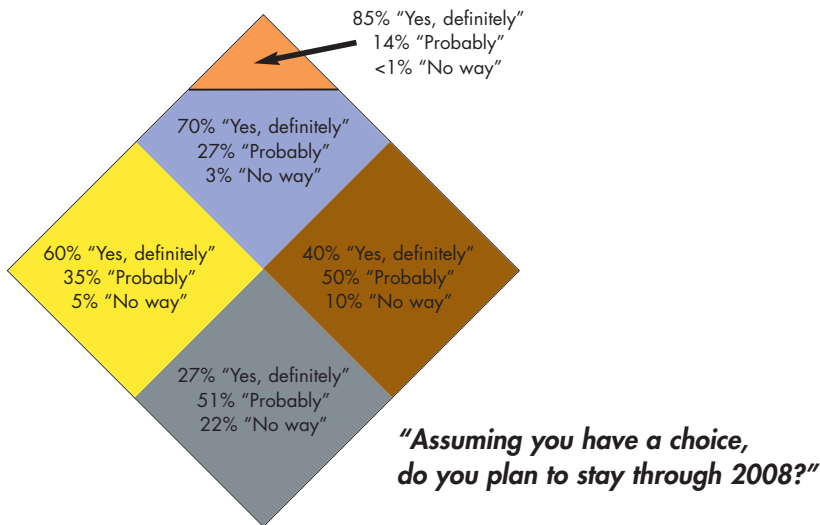 85% “Yes, definitely”
14% “Probably”
<1% “No way”
70% “Yes, definitely”
27% “Probably”
3% “No way”
60% “Yes, definitely”
35% “Probably”
5% “No way”
40% “Yes, definitely”
50% “Probably”
10% “No way”
27% “Yes, definitely”
51% “Probably”
22% “No way”
“Assuming you have a choice,
do you plan to stay through 2008?”